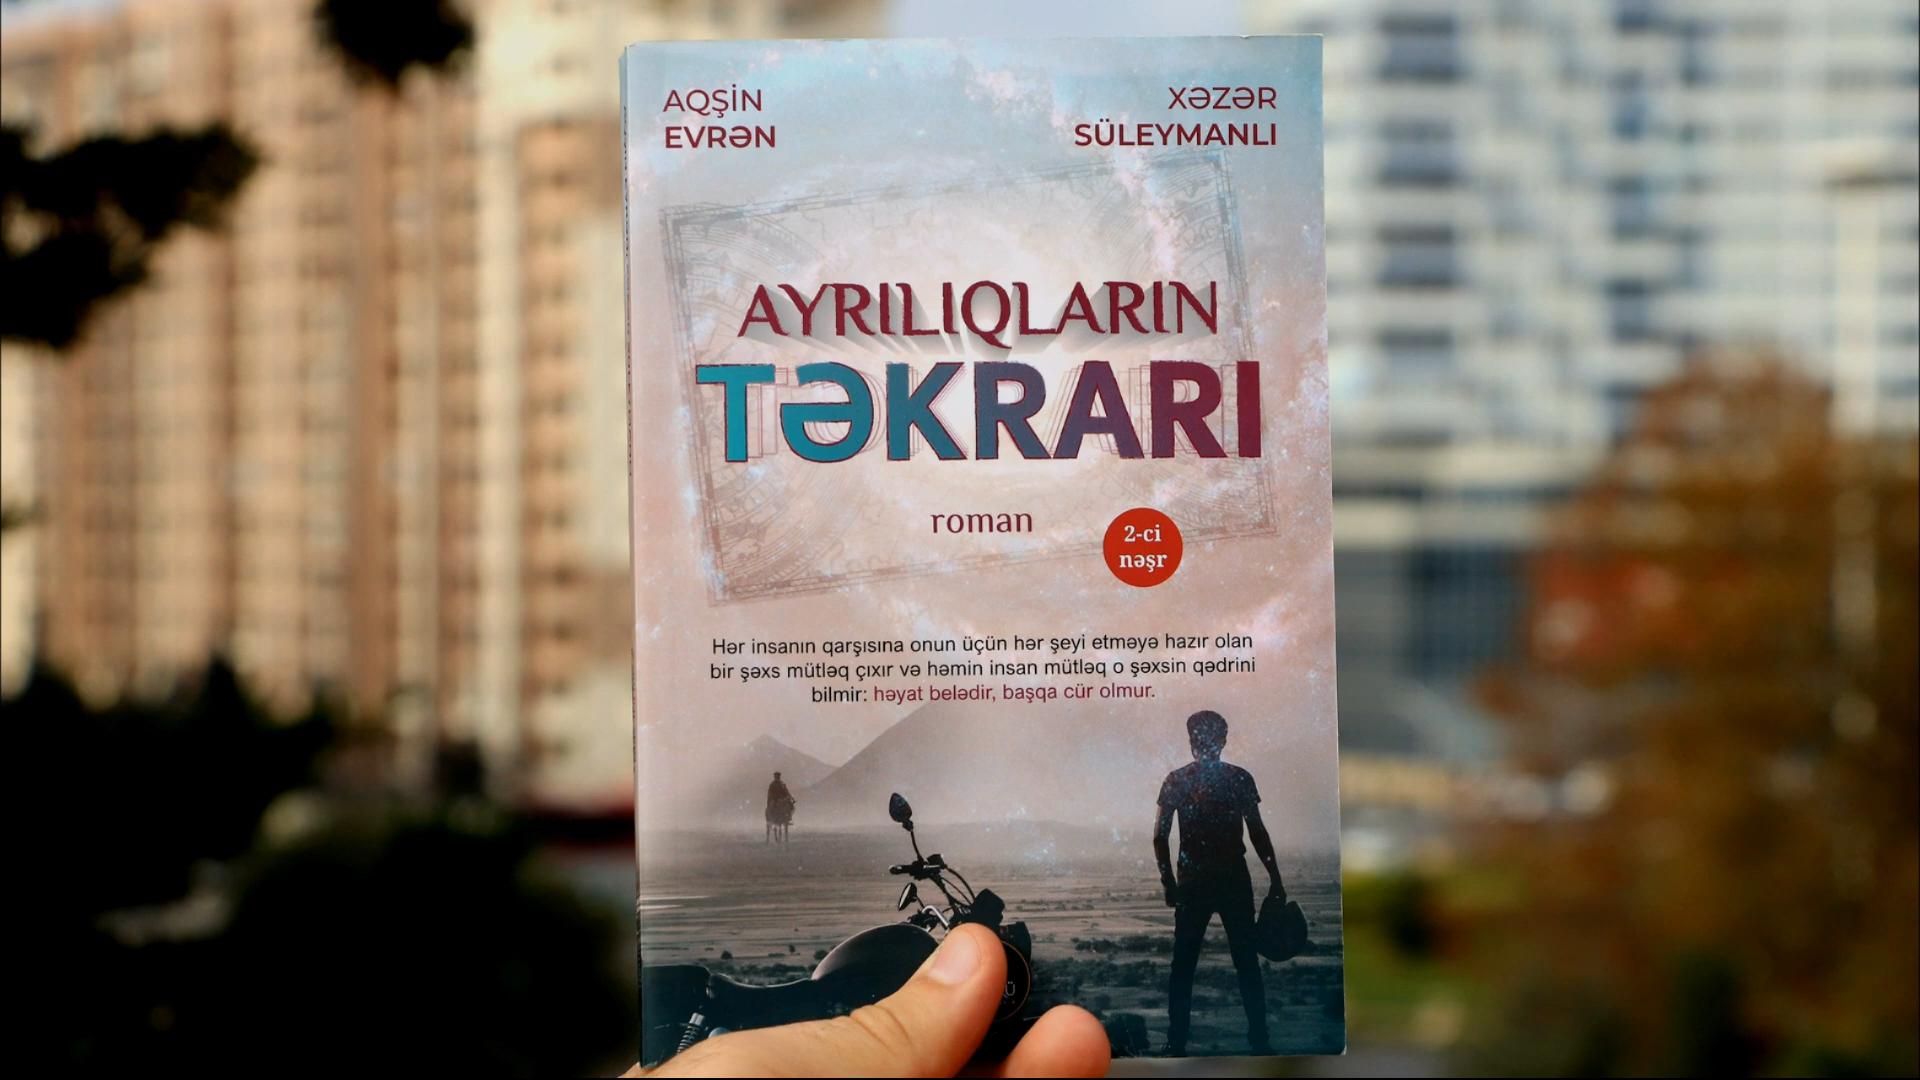 AQŞİN
EVRƏN
XƏZƏR
SÜLEYMANLI
AYRILIQLARIN
TƏKRARI
roman
2-ci
nəşr
Hər insanın qarşısına onun üçün hər şeyi etməyə hazır olan
bir şəxs mütləq çıxır və həmin insan mütləq o şəxsin qədrini
bilmir: həyat belədir, başqa cür olmur.